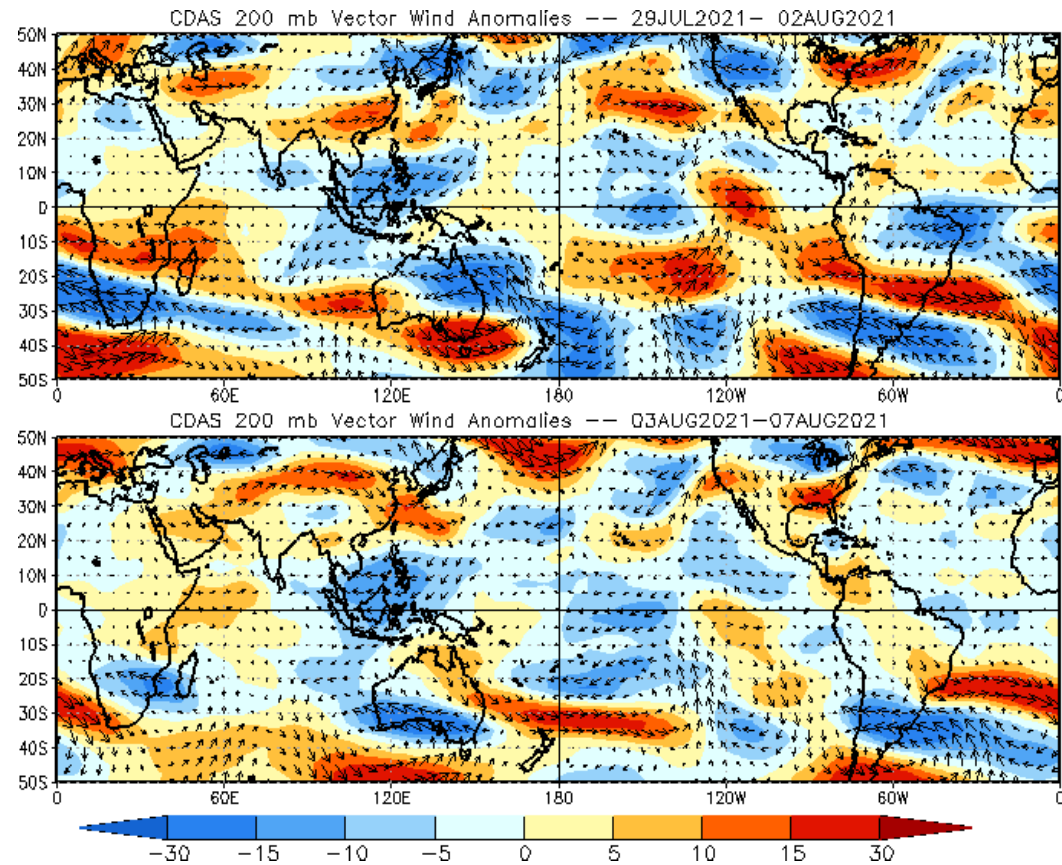 CDAS 200 mb Vector Wind Anomalies -- 29JUL2021- 02AUG2021
50N
40N
30N
20N
10N
0
10S
20S
30S
40S
50S
0 60E 120E 180 120W 60W 0
CDAS 200 mb Vector Wind Anomalies -- 03AUG2021-07AUG2021
50N
40N
30N
20N
10N
0
10S
20S
30S
40S
50S
0 60E 120E 180 120W 60W 0
-30 -15 -10 -5 0 5 10 15 30